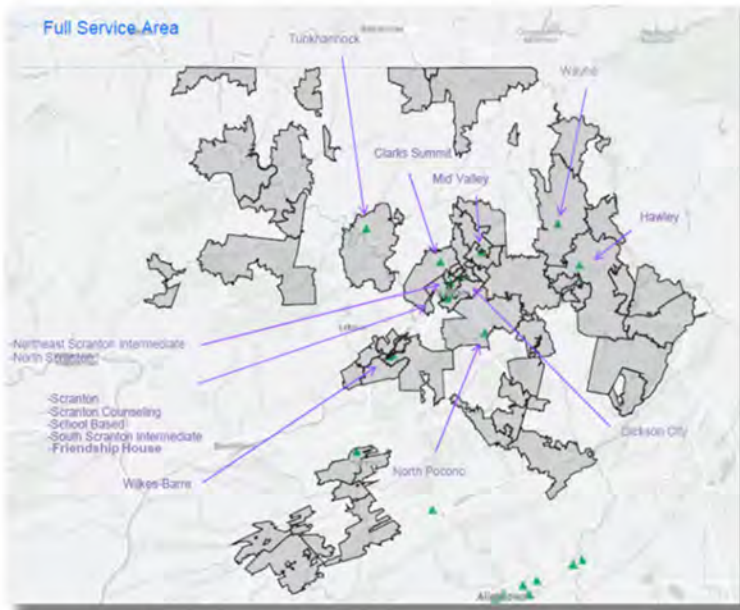 Full Service Area
Tunkhannock
Wayne
Clarks Summit
Mid Valley
Hawley
-Northeast Scranton Intermediate
-North Scranton
-Scranton
-Scranton Counseling
-School Based
-South Scranton Intermediate
-Friendship House
Dickson City
North Pocono
Wilkes-Barre